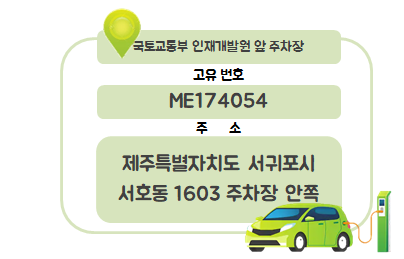 국토교통부 인재개발원 앞 주차장
고유 번호
ME174054
주 소
제주특별자치도 서귀포시
서호동 1603 주차장 안쪽